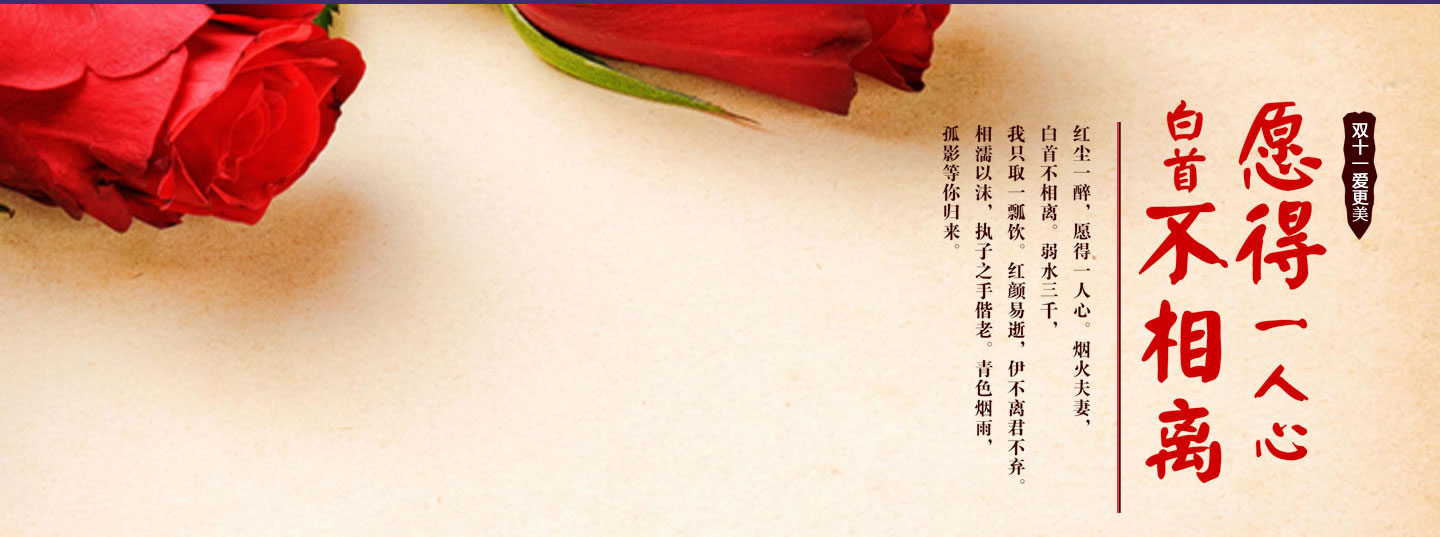 双十一 爱更美
愿得一人心
白首不相离
红尘一醉，愿得一人心。烟火夫妻，
白首不相离。弱水三千，
我只取一瓢饮。红颜易逝，伊不离君不弃。
相濡以沫，执子之手偕老。青色烟雨，
孤影等你归来。